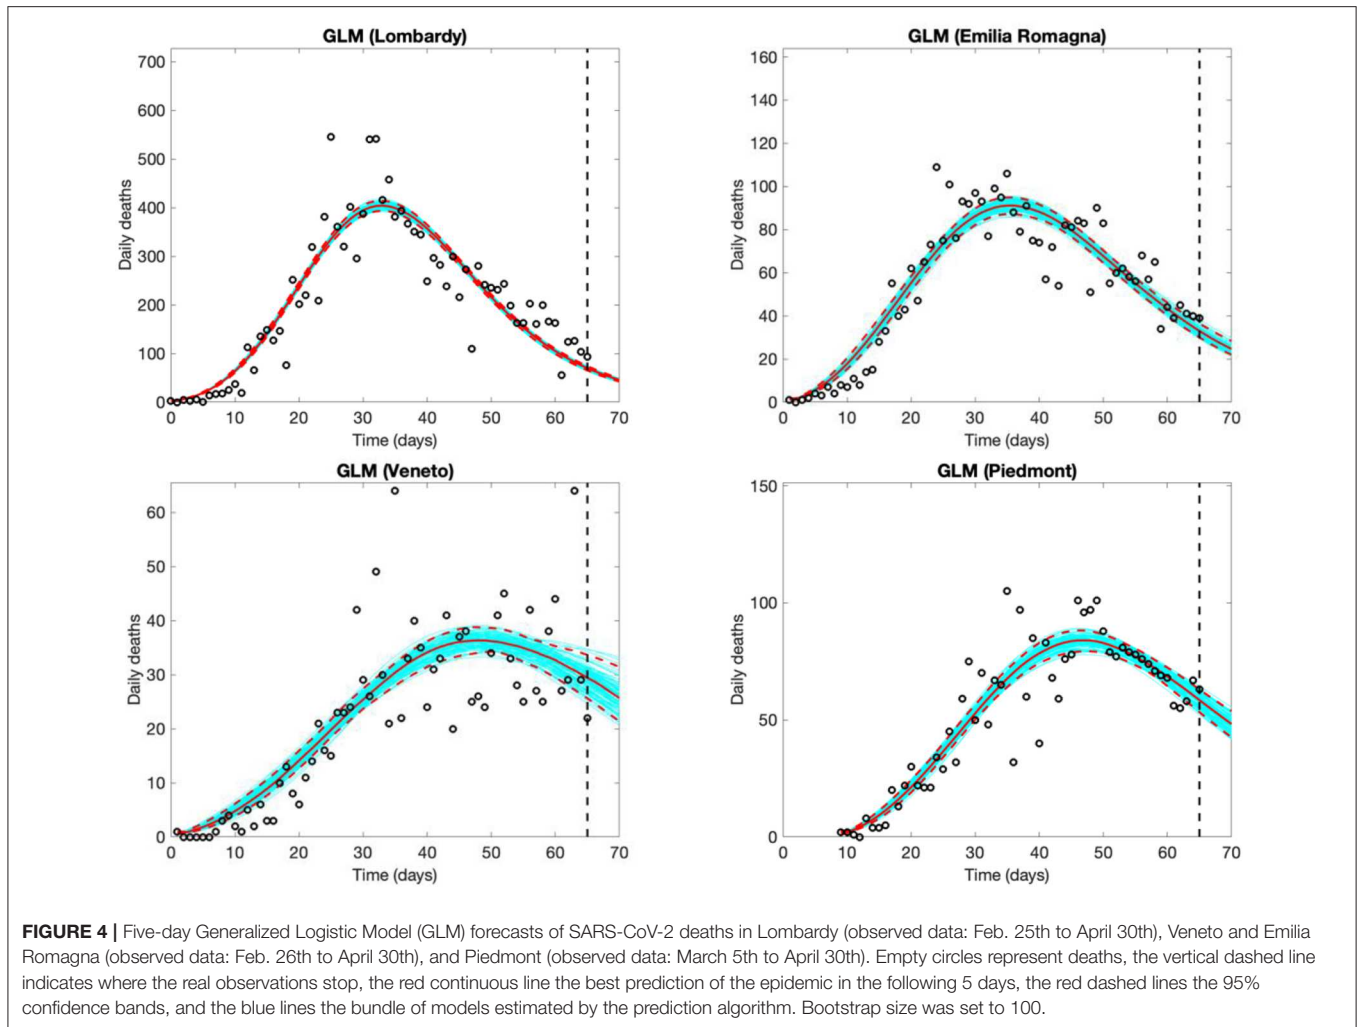 GLM (Lombardy)
700
600
500
400
300
200
100
0
Daily deaths
0 10 20 30 40 50 60 70
Time (days)
GLM (Emilia Romagna)
160
140
120
100
80
60
40
20
0
Daily deaths
0 10 20 30 40 50 60 70
Time (days)
GLM (Veneto)
60
50
40
30
20
10
0
Daily deaths
0 10 20 30 40 50 60 70
Time (days)
GLM (Piedmont)
150
100
50
0
Daily deaths
0 10 20 30 40 50 60 70
Time (days)
FIGURE 4 | Five-day Generalized Logistic Model (GLM) forecasts of SARS-CoV-2 deaths in Lombardy (observed data: Feb. 25th to April 30th), Veneto and Emilia
Romagna (observed data: Feb. 26th to April 30th), and Piedmont (observed data: March 5th to April 30th). Empty circles represent deaths, the vertical dashed line
indicates where the real observations stop, the red continuous line the best prediction of the epidemic in the following 5 days, the red dashed lines the 95%
confidence bands, and the blue lines the bundle of models estimated by the prediction algorithm. Bootstrap size was set to 100.